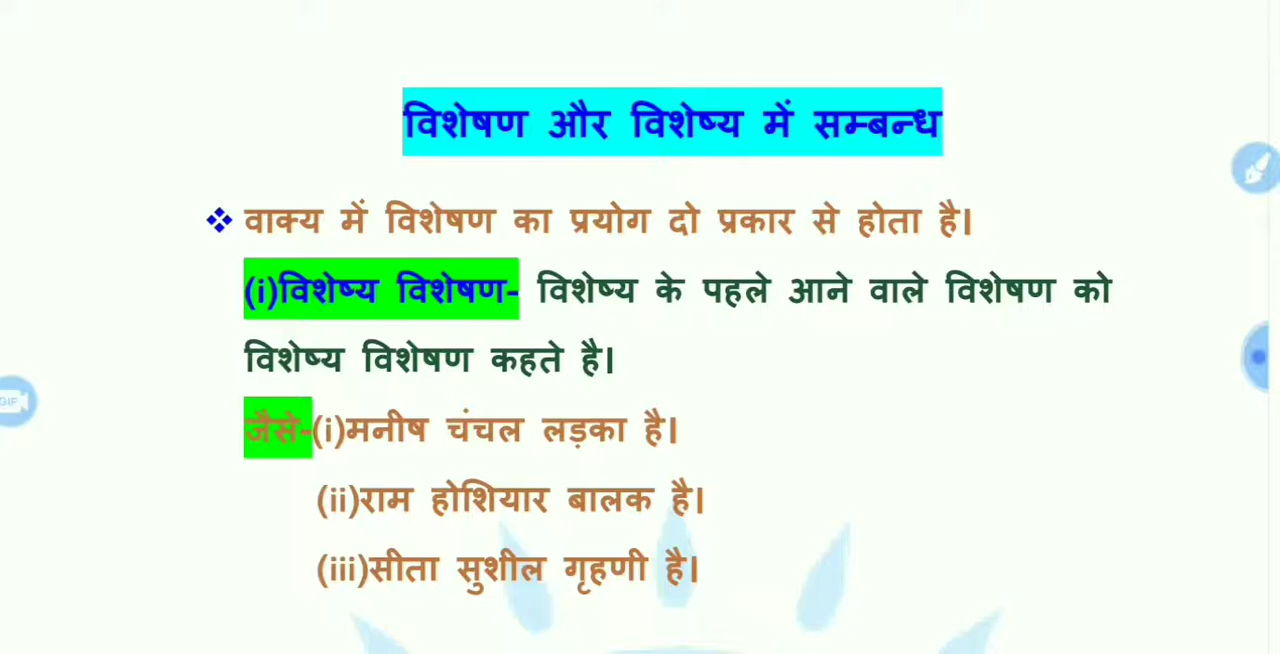 विशेषण और विशेष्य में सम्बन्ध
❖ वाक्य में विशेषण का प्रयोग दो प्रकार से होता है।
(i)विशेष्य विशेषण- विशेष्य के पहले आने वाले विशेषण को
विशेष्य विशेषण कहते है।
जैसे-(i)मनीष चंचल लड़का है।
(ii)राम होशियार बालक है।
(iii)सीता सुशील गृहणी है।
GIF